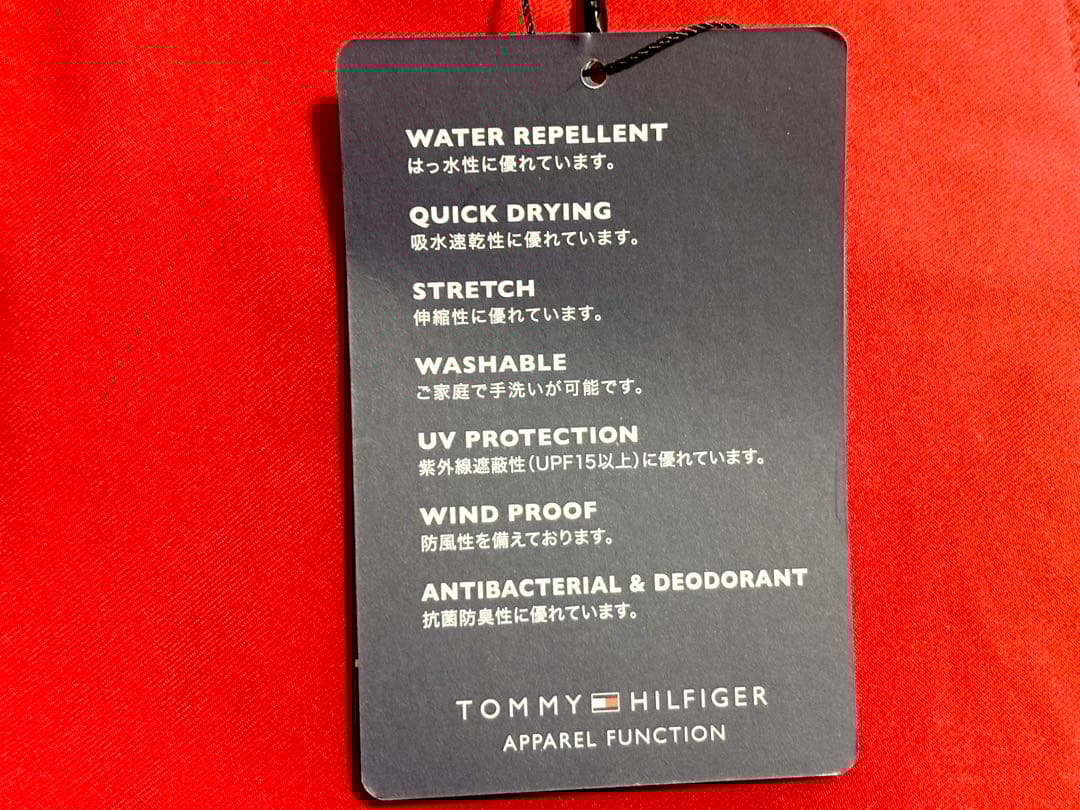 WATER REPELLENT
はっ水性に優れています。
QUICK DRYING
吸水速乾性に優れています。
STRETCH
伸縮性に優れています。
WASHABLE
ご家庭で手洗いが可能です。
UV PROTECTION
紫外線遮蔽性(UPF15以上)に優れています。
WIND PROOF
防風性を備えております。
ANTIBACTERIAL & DEODORANT
抗菌防臭性に優れています。
TOMMY HILFIGER
APPAREL FUNCTION